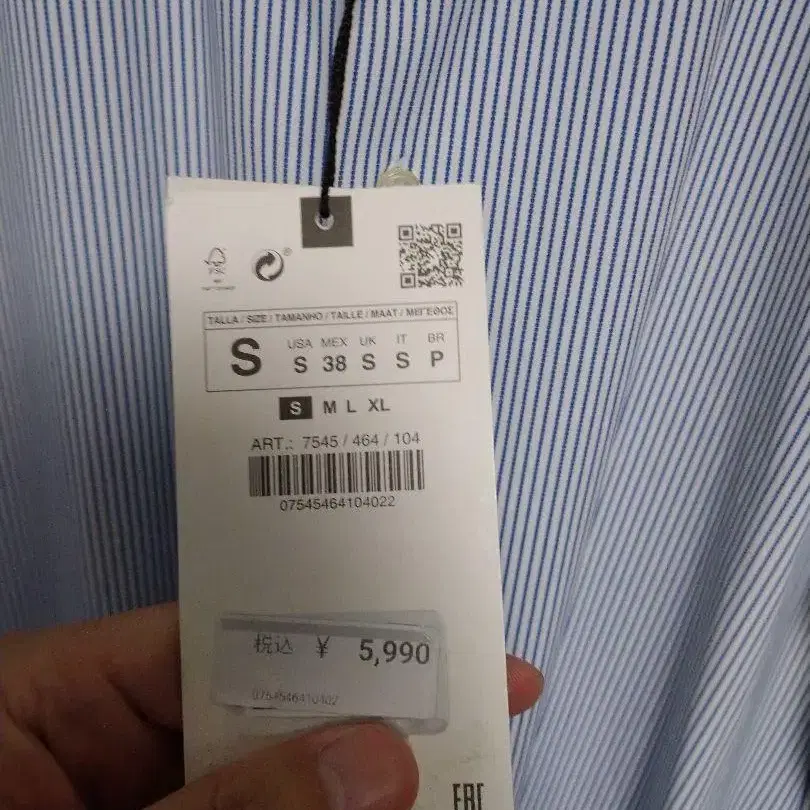 TALLA / SIZE / TAMANHO / TAILLE / MAAT / ΜΕΓΕΘΟΣ
S
USA MEX UK IT BR
S 38 S S P
S M L XL
ART.: 7545 / 464 / 104
07545464104022
税込 ¥ 5,990
EAC